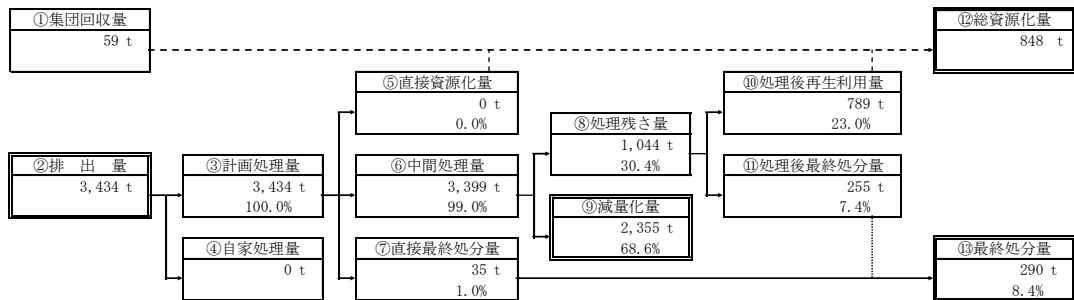 ①集団回収量
59 t
⑫総資源化量
848 t
⑤直接資源化量
0 t
0.0%
⑩処理後再生利用量
789 t
23.0%
⑧処理残さ量
1,044 t
30.4%
②排 出 量
3,434 t
③計画処理量
3,434 t
100.0%
⑥中間処理量
3,399 t
99.0%
⑪処理後最終処分量
255 t
7.4%
⑨減量化量
2,355 t
68.6%
④自家処理量
0 t
⑦直接最終処分量
35 t
1.0%
⑬最終処分量
290 t
8.4%